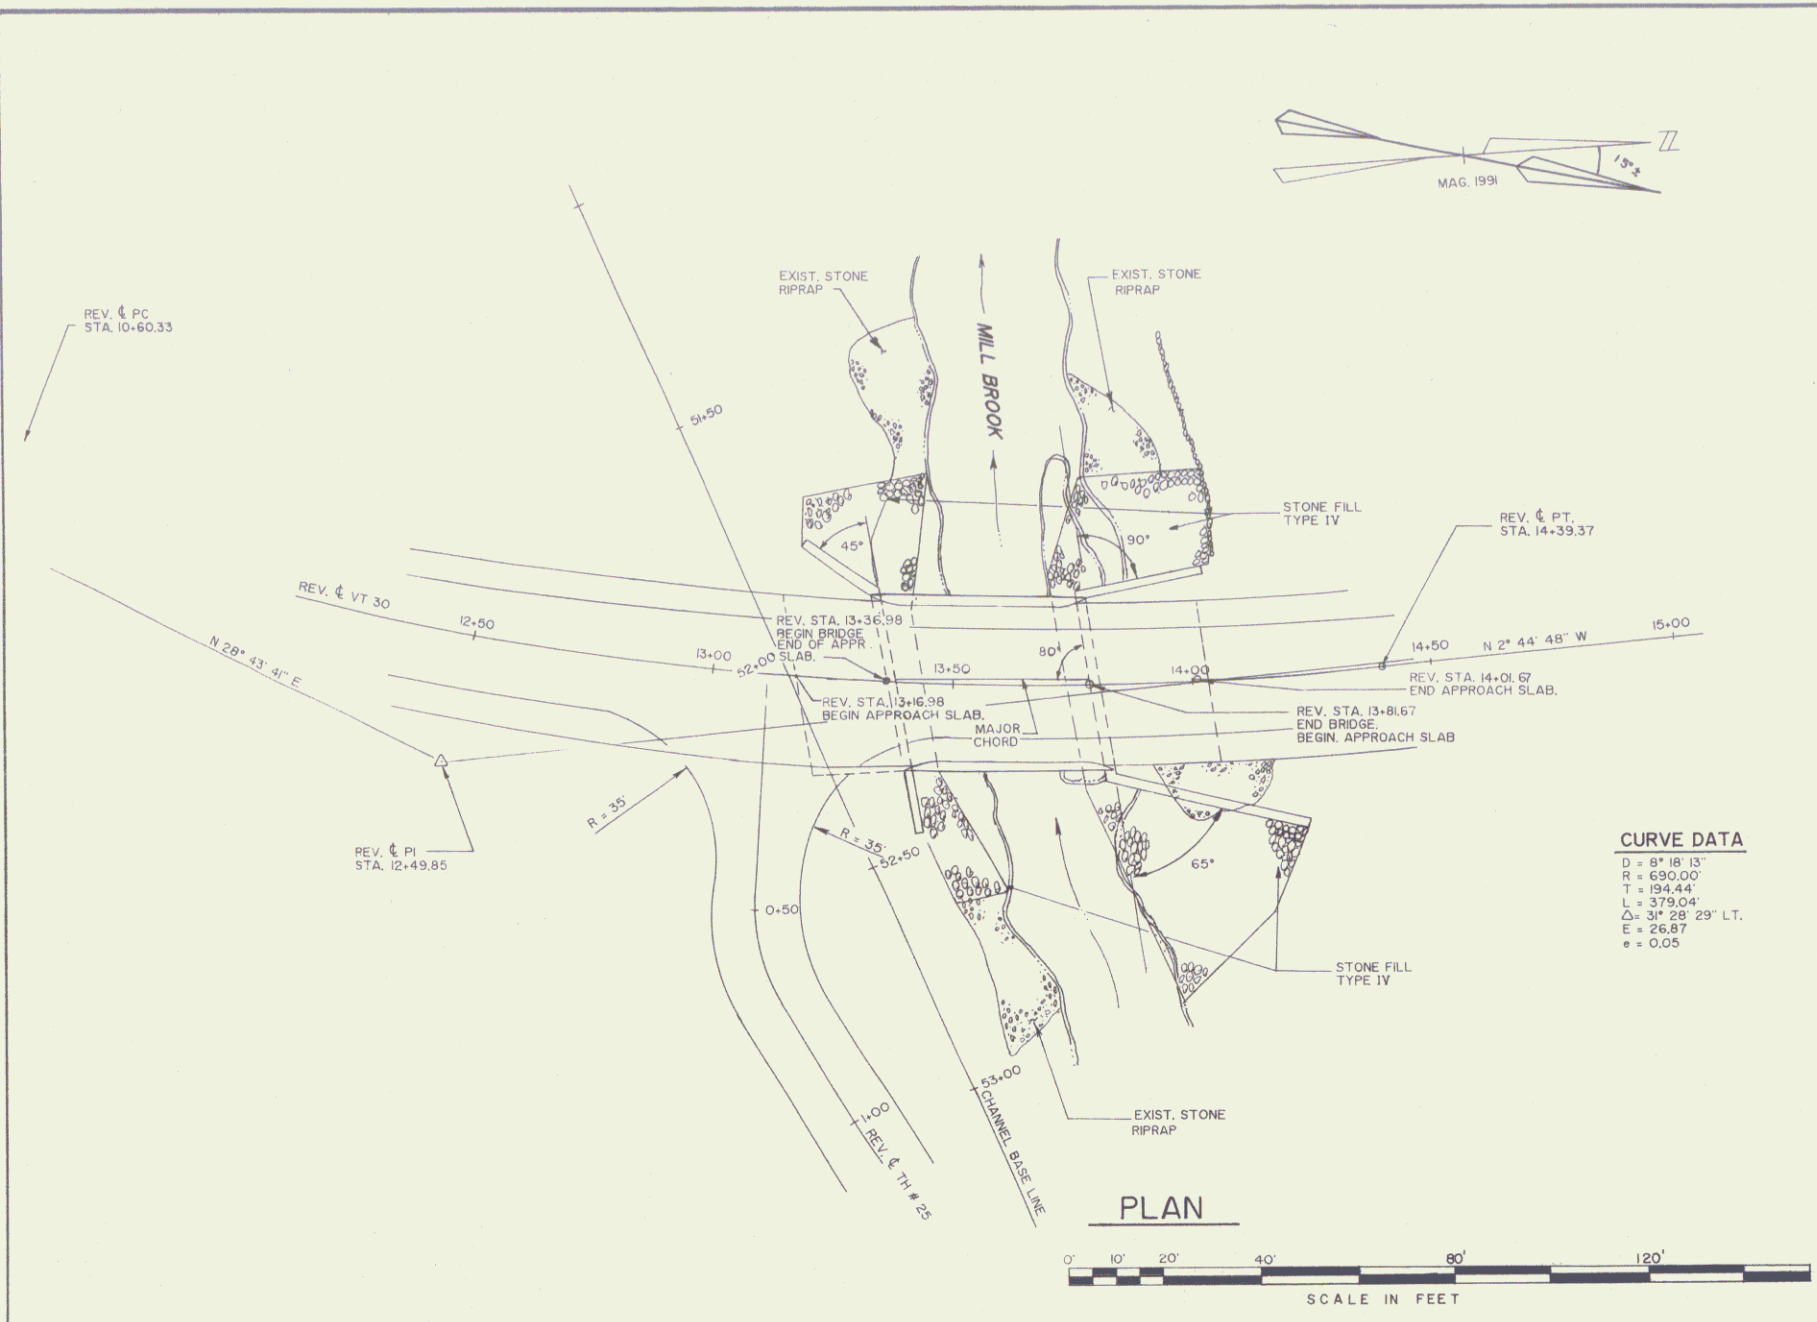 MAG. 1991
15°±
EXIST. STONE
RIPRAP
EXIST. STONE
RIPRAP
REV. ℄ PC
STA. 10+60.33
MILL BROOK
51+50
STONE FILL
TYPE IV
REV. ℄ PT.
STA. 14+39.37
45°
90°
REV. ℄ VT 30
12+50
13+00
52+00
REV. STA. 13+36.98
BEGIN BRIDGE
END OF APPR.
SLAB.
13+50
80°
14+00
14+50
N 2° 44' 48" W
15+00
N 28° 43' 41" E
REV. STA. 13+16.98
BEGIN APPROACH SLAB.
MAJOR
CHORD
REV. STA. 14+01.67
END APPROACH SLAB.
REV. STA. 13+81.67
END BRIDGE.
BEGIN. APPROACH SLAB
R = 35'
R = 35'
52+50
REV. ℄ PI
STA. 12+49.85
65°
0+50
CURVE DATA
D = 8° 18' 13"
R = 690.00'
T = 194.44'
L = 379.04'
△= 31° 28' 29" LT.
E = 26.87
e = 0.05
STONE FILL
TYPE IV
53+00
CHANNEL BASE LINE
1+00
REV. ℄ TH # 25
EXIST. STONE
RIPRAP
PLAN
0' 10' 20' 40' 80' 120'
SCALE IN FEET